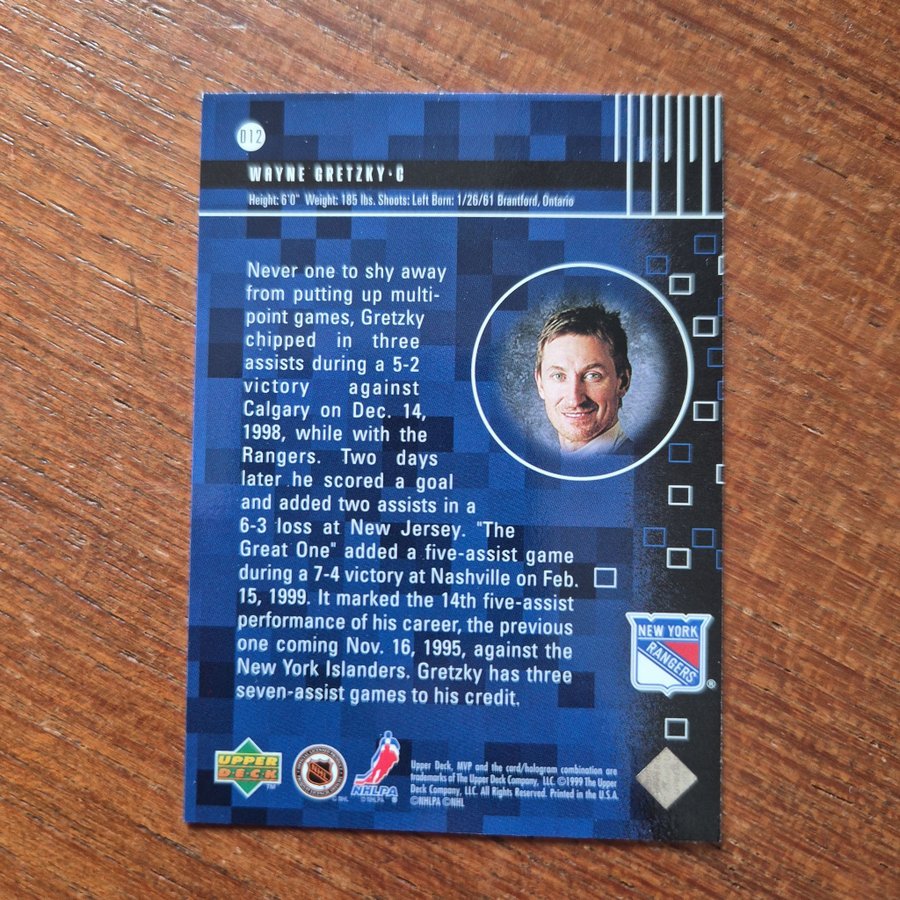 D12
WAYNE GRETZKY • C
Height: 6'0" Weight: 185 lbs. Shoots: Left Born: 1/26/61 Brantford, Ontario
Never one to shy away
from putting up multi-
point games, Gretzky
chipped in three
assists during a 5-2
victory against
Calgary on Dec. 14,
1998, while with the
Rangers. Two days
later he scored a goal
and added two assists in a
6-3 loss at New Jersey. "The
Great One" added a five-assist game
during a 7-4 victory at Nashville on Feb.
15, 1999. It marked the 14th five-assist
performance of his career, the previous
one coming Nov. 16, 1995, against the
New York Islanders. Gretzky has three
seven-assist games to his credit.
NEW YORK
RANGERS
®
UPPER
DECK
TM
NHL
NHLPA
Upper Deck, MVP and the card/hologram combination are
trademarks of The Upper Deck Company, LLC. ©1999 The Upper
Deck Company, LLC. All Rights Reserved. Printed in the U.S.A.
©NHLPA ©NHL